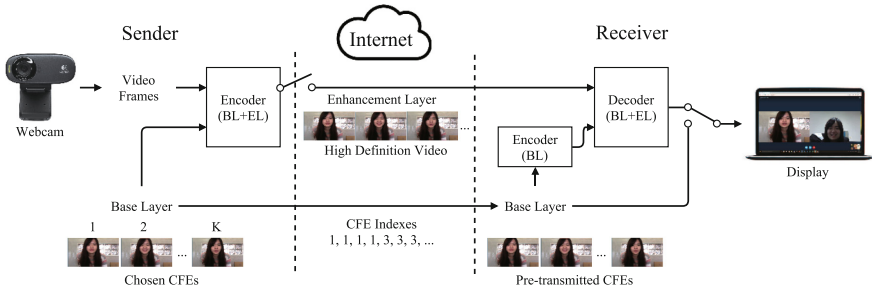 Sender
Internet
Receiver
Webcam
Video
Frames
Encoder
(BL+EL)
Enhancement Layer
...
High Definition Video
Encoder
(BL)
Decoder
(BL+EL)
Display
Base Layer
1 2 K
...
Chosen CFEs
CFE Indexes
1, 1, 1, 1, 3, 3, 3, ...
Base Layer
...
Pre-transmitted CFEs